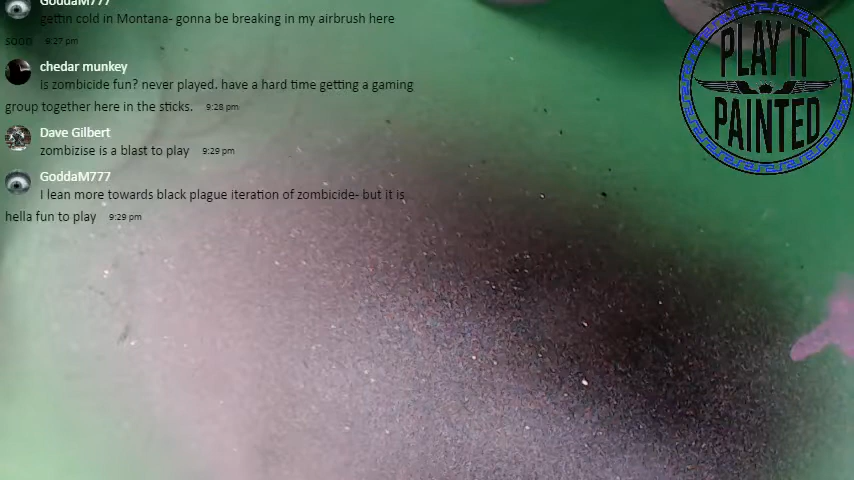 GoddaM777
gettin cold in Montana- gonna be breaking in my airbrush here
soon 9:27 pm
chedar munkey
is zombicide fun? never played. have a hard time getting a gaming
group together here in the sticks. 9:28 pm
Dave Gilbert
zombizise is a blast to play 9:29 pm
GoddaM777
I lean more towards black plague iteration of zombicide- but it is
hella fun to play 9:29 pm
PLAY IT
PAINTED